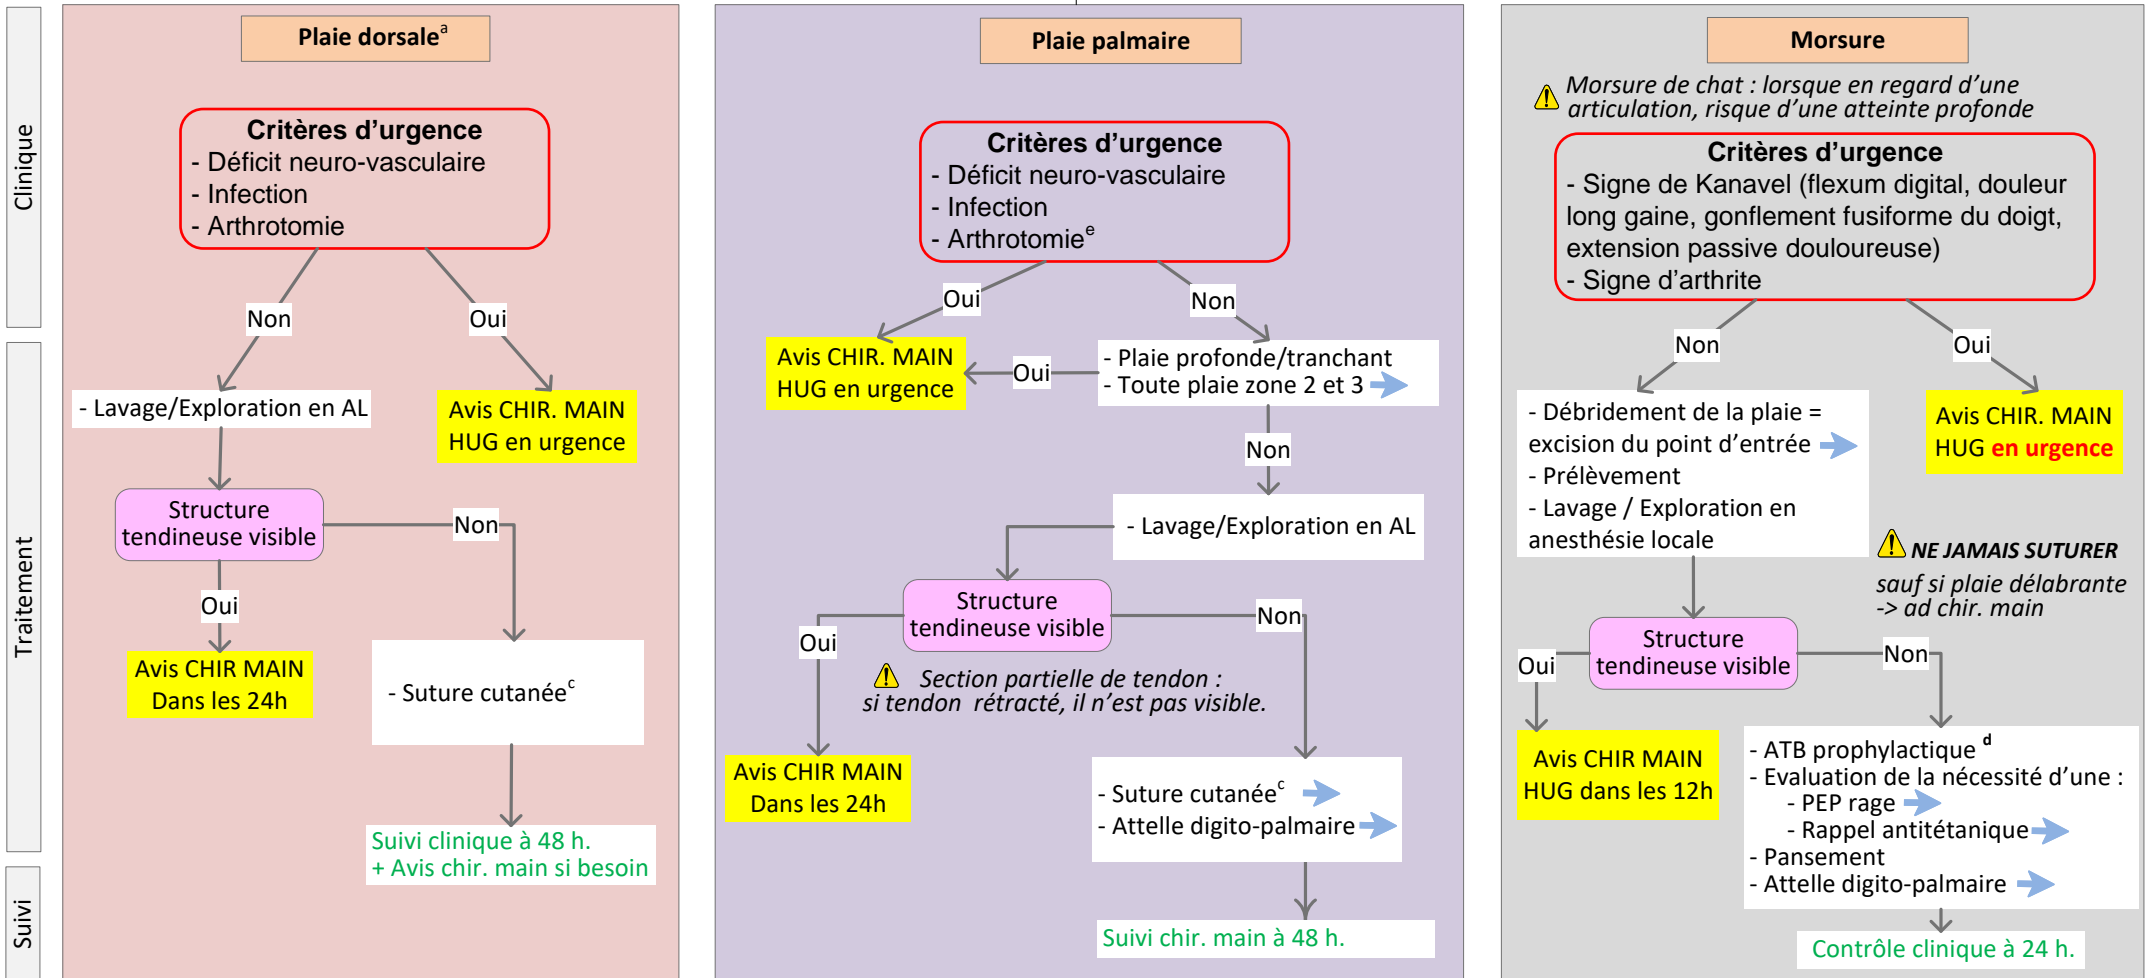 Clinique
Traitement
Suivi
Plaie dorsaleᵃ
Critères d'urgence
- Déficit neuro-vasculaire
- Infection
- Arthrotomie
Non
Oui
- Lavage/Exploration en AL
Avis CHIR. MAIN
HUG en urgence
Structure
tendineuse visible
Non
Oui
Avis CHIR MAIN
Dans les 24h
- Suture cutanéeᶜ
Suivi clinique à 48 h.
+ Avis chir. main si besoin
Plaie palmaire
Critères d'urgence
- Déficit neuro-vasculaire
- Infection
- Arthrotomieᵉ
Oui
Non
Avis CHIR. MAIN
HUG en urgence
Oui
- Plaie profonde/tranchant
- Toute plaie zone 2 et 3
Non
- Lavage/Exploration en AL
Structure
tendineuse visible
Oui
Non
Section partielle de tendon :
si tendon rétracté, il n'est pas visible.
Avis CHIR MAIN
Dans les 24h
- Suture cutanéeᶜ
- Attelle digito-palmaire
Suivi chir. main à 48 h.
Morsure
Morsure de chat : lorsque en regard d'une
articulation, risque d'une atteinte profonde
Critères d'urgence
- Signe de Kanavel (flexum digital, douleur
long gaine, gonflement fusiforme du doigt,
extension passive douloureuse)
- Signe d'arthrite
Non
Oui
- Débridement de la plaie =
excision du point d'entrée
- Prélèvement
- Lavage / Exploration en
anesthésie locale
Avis CHIR. MAIN
HUG en urgence
NE JAMAIS SUTURER
sauf si plaie délabrante
-> ad chir. main
Structure
tendineuse visible
Oui
Non
Avis CHIR MAIN
HUG dans les 12h
- ATB prophylactique ᵈ
- Evaluation de la nécessité d'une :
- PEP rage
- Rappel antitétanique
- Pansement
- Attelle digito-palmaire
Contrôle clinique à 24 h.